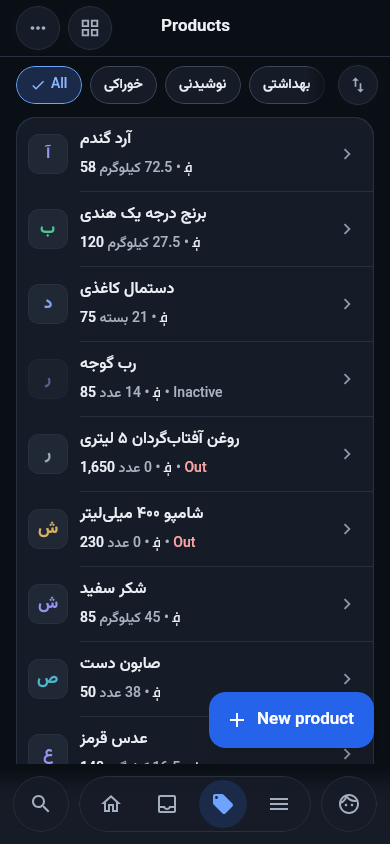 Products
All
خوراکی
نوشیدنی
بهداشتی
آ
آرد گندم
58 ؋ • 72.5 کیلوگرم
ب
برنج درجه یک هندی
120 ؋ • 27.5 کیلوگرم
د
دستمال کاغذی
75 ؋ • 21 بسته
ر
رب گوجه
85 ؋ • 14 عدد • Inactive
ر
روغن آفتاب‌گردان ۵ لیتری
1,650 ؋ • 0 عدد • Out
ش
شامپو ۴۰۰ میلی‌لیتر
230 ؋ • 0 عدد • Out
ش
شکر سفید
85 ؋ • 45 کیلوگرم
ص
صابون دست
50 ؋ • 38 عدد
ع
عدس قرمز
New product